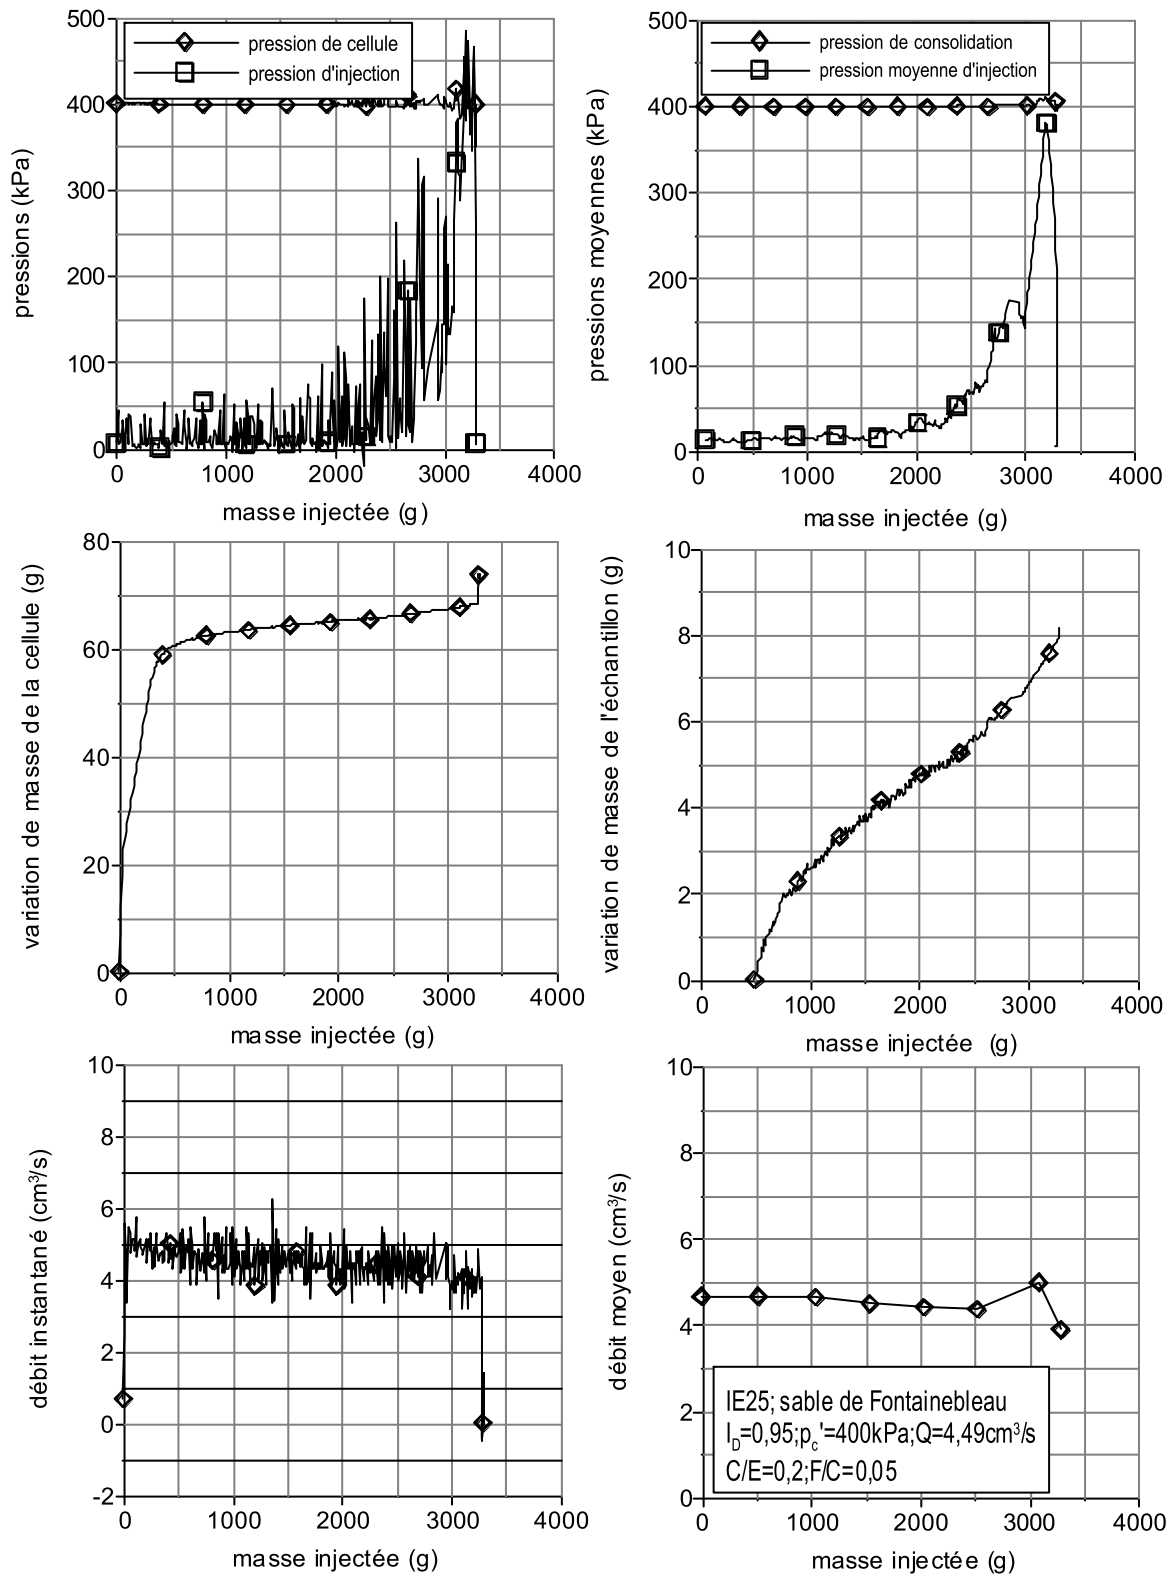 500
400
300
200
100
0
pressions (kPa)
pression de cellule
pression d'injection
0 1000 2000 3000 4000
masse injectée (g)
500
400
300
200
100
0
pressions moyennes (kPa)
pression de consolidation
pression moyenne d'injection
0 1000 2000 3000 4000
masse injectée (g)
80
60
40
20
0
variation de masse de la cellule (g)
0 1000 2000 3000 4000
masse injectée (g)
10
8
6
4
2
0
variation de masse de l'échantillon (g)
0 1000 2000 3000 4000
masse injectée (g)
10
8
6
4
2
0
-2
débit instantané (cm³/s)
0 1000 2000 3000 4000
masse injectée (g)
10
8
6
4
2
0
débit moyen (cm³/s)
IE25; sable de Fontainebleau
I_D=0,95;p_c'=400kPa;Q=4,49cm³/s
C/E=0,2;F/C=0,05
0 1000 2000 3000 4000
masse injectée (g)